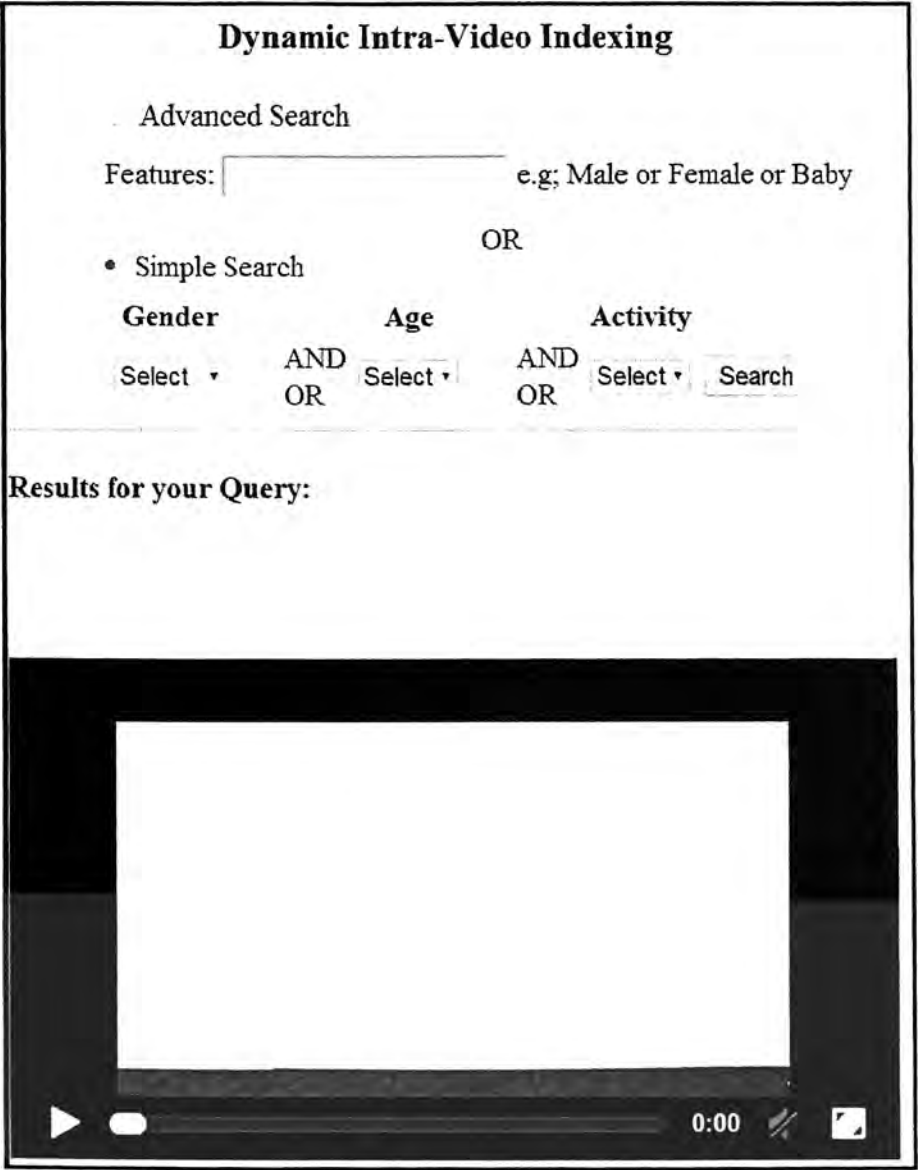 Dynamic Intra-Video Indexing
Advanced Search
Features: e.g; Male or Female or Baby
OR
• Simple Search
Gender Age Activity
Select ▾ AND OR Select ▾ AND OR Select ▾ Search
Results for your Query:
0:00